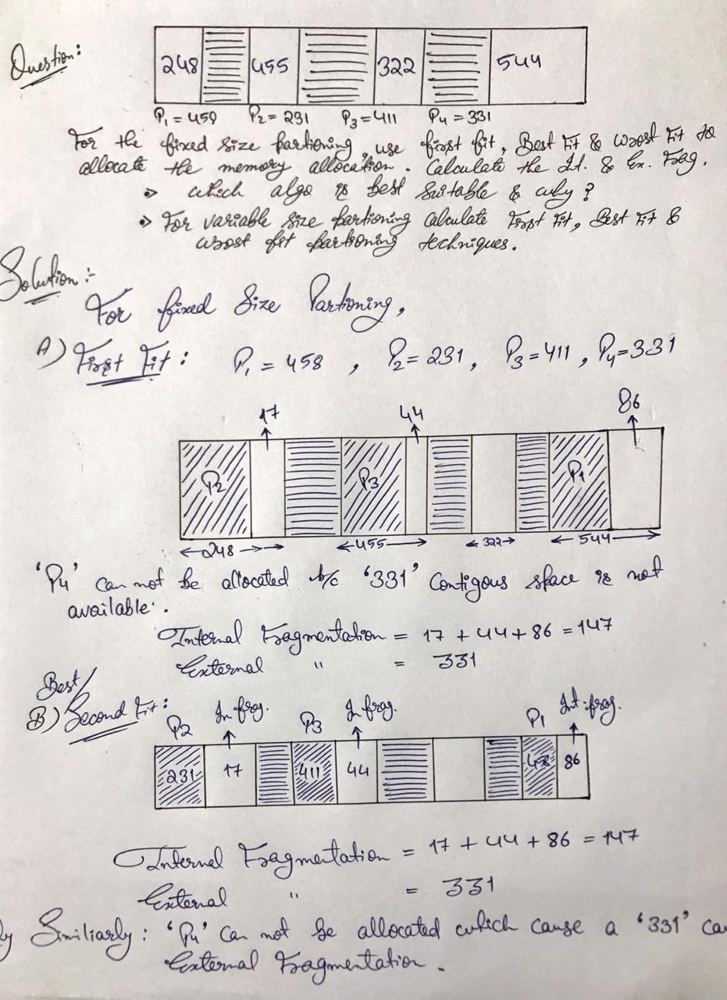 Question:
248 455 322 544
P₁ = 459 P₂ = 231 P₃ = 411 P₄ = 331
For the fixed size partioning, use first fit, Best Fit & worst Fit to
allocate the memory allocation. Calculate the It. & Ex. Frag.
⇒ which algo is best suitable & why?
⇒ For variable size partioning calculate First Fit, Best Fit &
worst fit partioning techniques.
Solution :-
For fixed Size Partioning,
A) First Fit : P₁ = 458 , P₂ = 231, P₃ = 411, P₄ = 331
17 44 86
P₂ P₃ P₁
248 455 322 544
'P₄' can not be allocated b/c '331' Contigous space is not
available.
Internal Fragmentation = 17 + 44 + 86 = 147
External " = 331
Best/
B) Second Fit: P₂ In frag. P₃ In frag. P₁ Int. frag.
231 17 411 44 86
Internal Fragmentation = 17 + 44 + 86 = 147
External " = 331
Similiarly : 'P₄' Can not be allocated which cause a '331'
External Fragmentation.